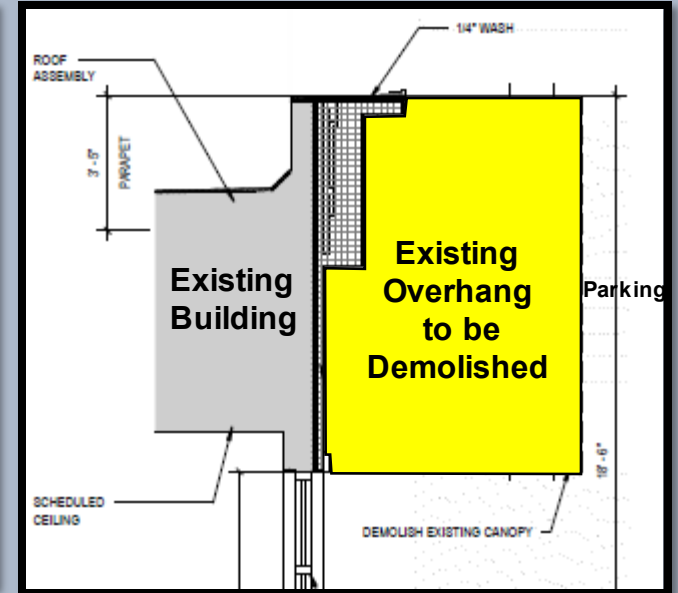 1/4" WASH
ROOF
ASSEMBLY
3' - 5"
PARAPET
Existing
Building
Existing
Overhang
to be
Demolished
Parking
18' - 6"
SCHEDULED
CEILING
DEMOLISH EXISTING CANOPY